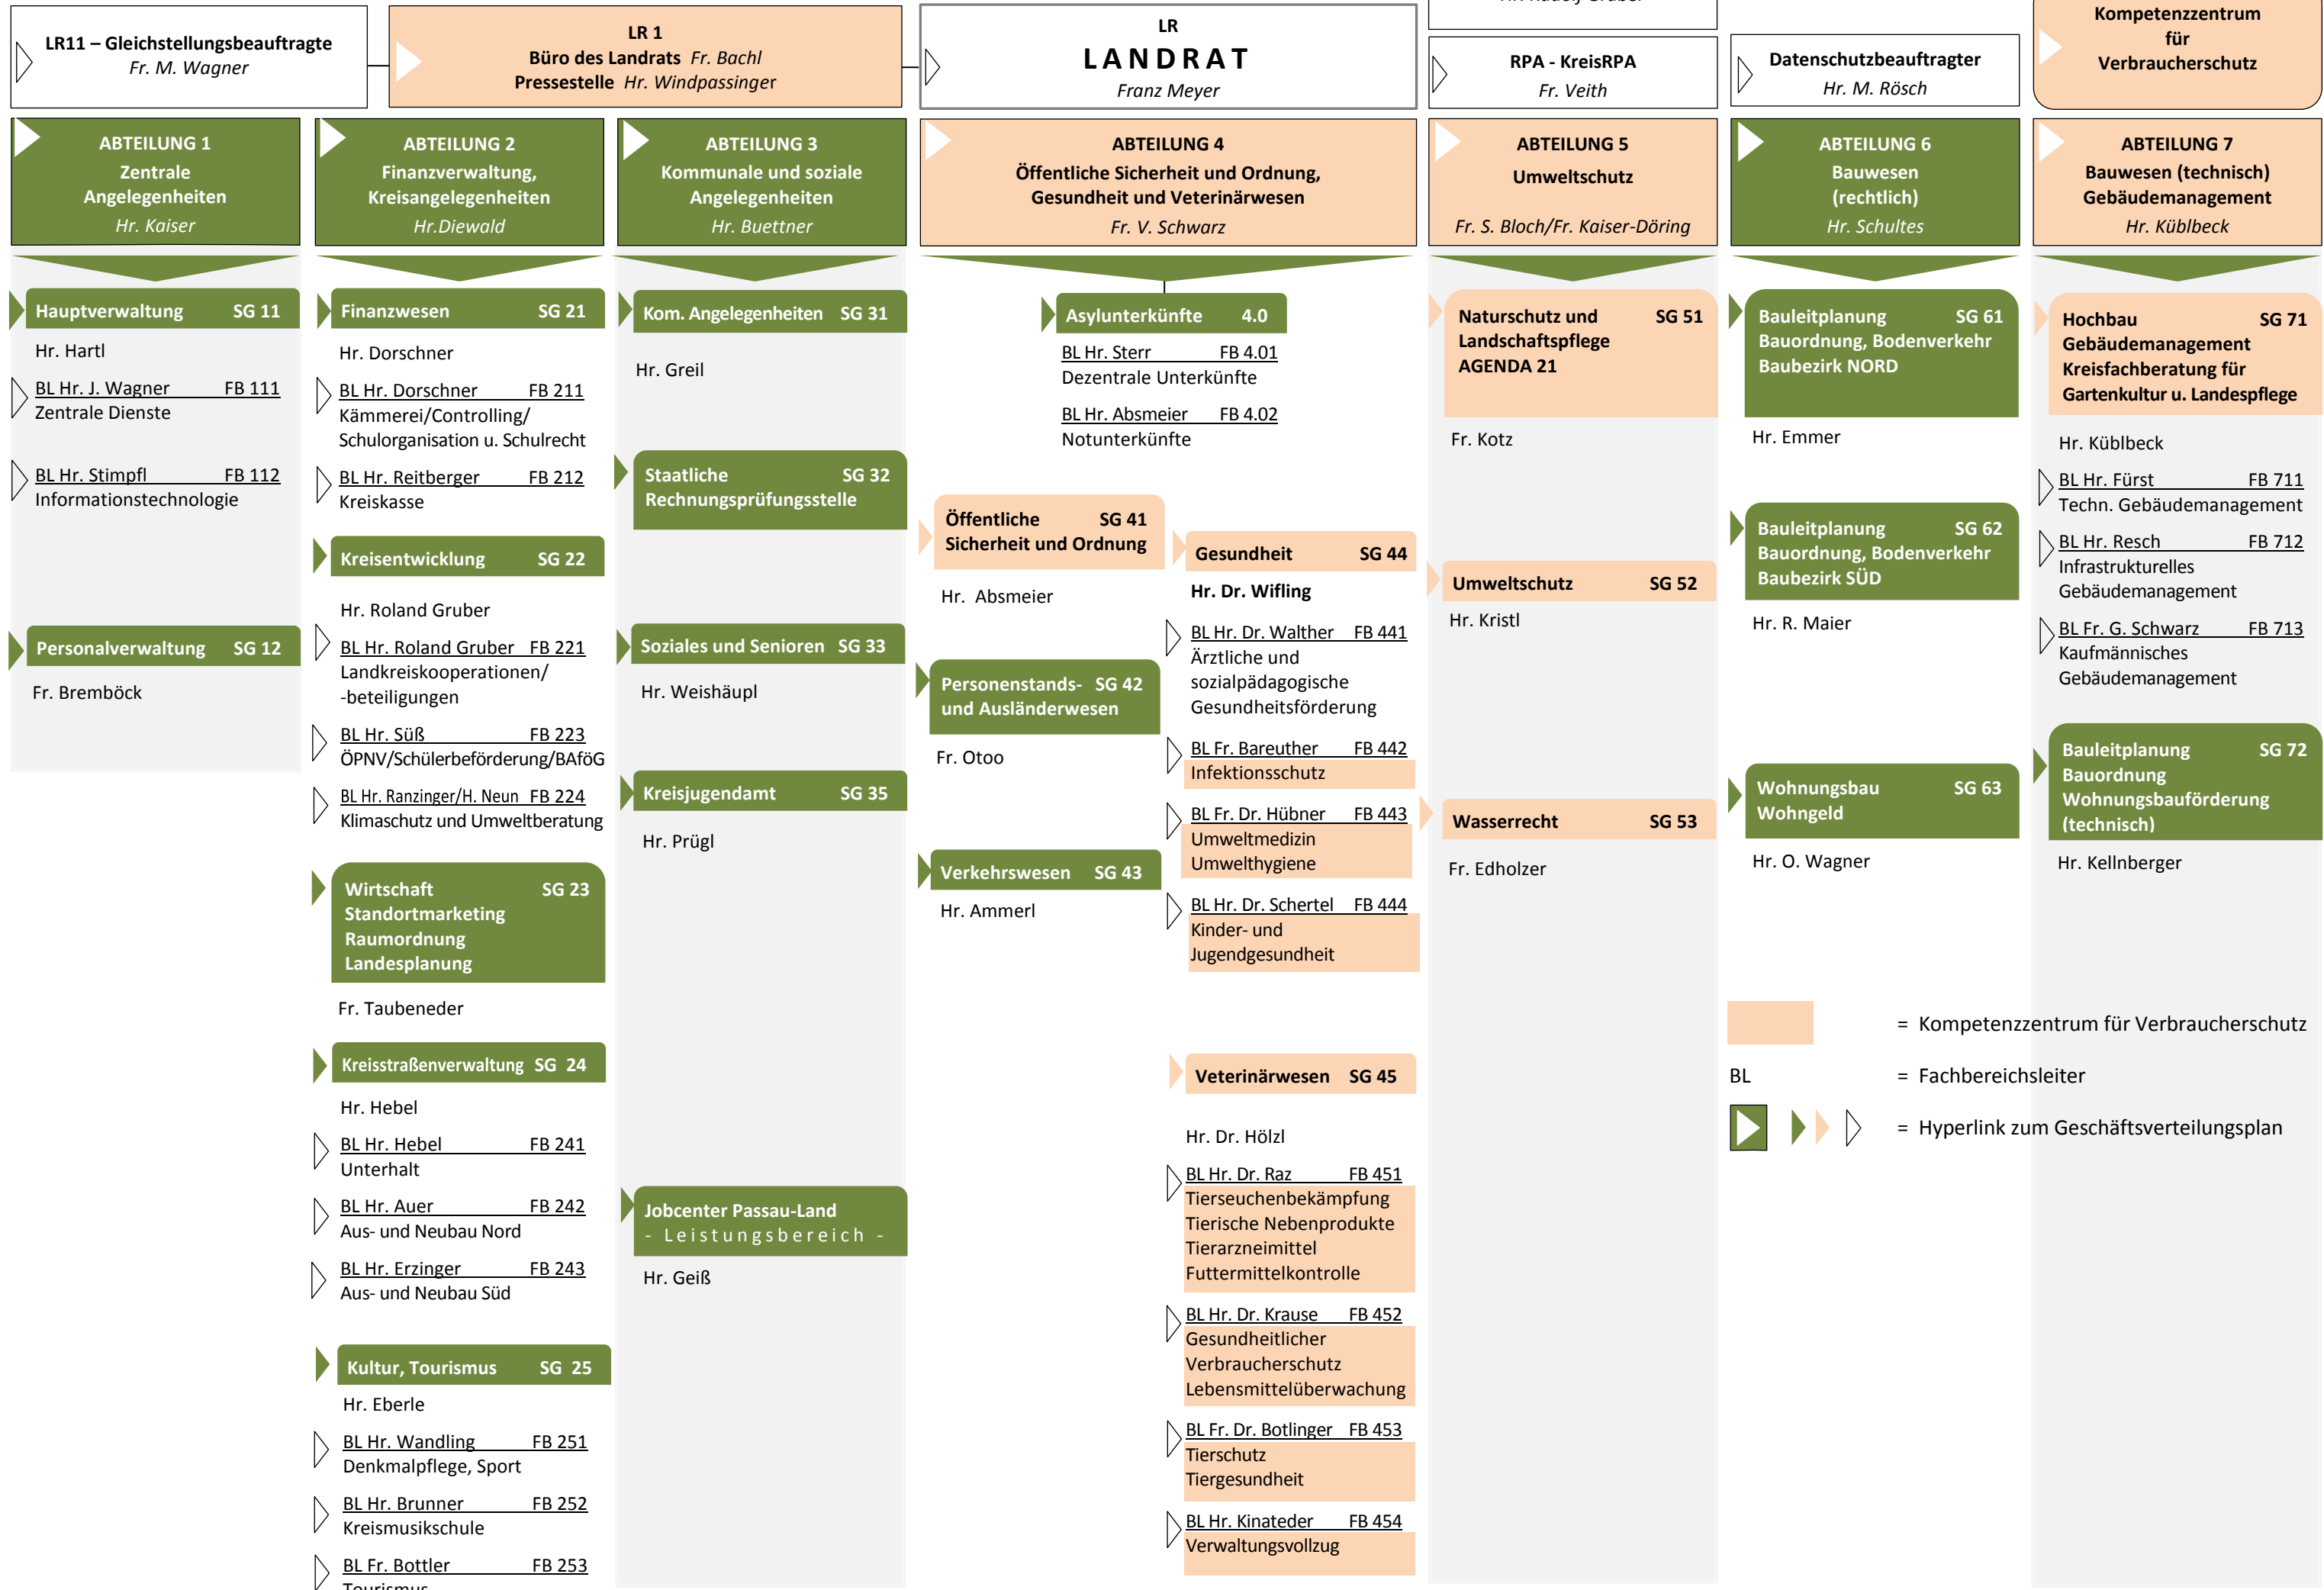 LR11 – Gleichstellungsbeauftragte
Fr. M. Wagner
LR 1
Büro des Landrats Fr. Bachl
Pressestelle Hr. Windpassinger
LR
LANDRAT
Franz Meyer
RPA - KreisRPA
Fr. Veith
Datenschutzbeauftragter
Hr. M. Rösch
Kompetenzzentrum
für
Verbraucherschutz
ABTEILUNG 1
Zentrale
Angelegenheiten
Hr. Kaiser
ABTEILUNG 2
Finanzverwaltung,
Kreisangelegenheiten
Hr.Diewald
ABTEILUNG 3
Kommunale und soziale
Angelegenheiten
Hr. Buettner
ABTEILUNG 4
Öffentliche Sicherheit und Ordnung,
Gesundheit und Veterinärwesen
Fr. V. Schwarz
ABTEILUNG 5
Umweltschutz
Fr. S. Bloch/Fr. Kaiser-Döring
ABTEILUNG 6
Bauwesen
(rechtlich)
Hr. Schultes
ABTEILUNG 7
Bauwesen (technisch)
Gebäudemanagement
Hr. Küblbeck
Hauptverwaltung SG 11
Hr. Hartl
BL Hr. J. Wagner FB 111
Zentrale Dienste
BL Hr. Stimpfl FB 112
Informationstechnologie
Personalverwaltung SG 12
Fr. Bremböck
Finanzwesen SG 21
Hr. Dorschner
BL Hr. Dorschner FB 211
Kämmerei/Controlling/
Schulorganisation u. Schulrecht
BL Hr. Reitberger FB 212
Kreiskasse
Kreisentwicklung SG 22
Hr. Roland Gruber
BL Hr. Roland Gruber FB 221
Landkreiskooperationen/
-beteiligungen
BL Hr. Süß FB 223
ÖPNV/Schülerbeförderung/BAföG
BL Hr. Ranzinger/H. Neun FB 224
Klimaschutz und Umweltberatung
Wirtschaft SG 23
Standortmarketing
Raumordnung
Landesplanung
Fr. Taubeneder
Kreisstraßenverwaltung SG 24
Hr. Hebel
BL Hr. Hebel FB 241
Unterhalt
BL Hr. Auer FB 242
Aus- und Neubau Nord
BL Hr. Erzinger FB 243
Aus- und Neubau Süd
Kultur, Tourismus SG 25
Hr. Eberle
BL Hr. Wandling FB 251
Denkmalpflege, Sport
BL Hr. Brunner FB 252
Kreismusikschule
BL Fr. Bottler FB 253
Tourismus
Kom. Angelegenheiten SG 31
Hr. Greil
Staatliche SG 32
Rechnungsprüfungsstelle
Soziales und Senioren SG 33
Hr. Weishäupl
Kreisjugendamt SG 35
Hr. Prügl
Jobcenter Passau-Land
- Leistungsbereich -
Hr. Geiß
Asylunterkünfte 4.0
BL Hr. Sterr FB 4.01
Dezentrale Unterkünfte
BL Hr. Absmeier FB 4.02
Notunterkünfte
Öffentliche SG 41
Sicherheit und Ordnung
Hr. Absmeier
Personenstands- SG 42
und Ausländerwesen
Fr. Otoo
Verkehrswesen SG 43
Hr. Ammerl
Gesundheit SG 44
Hr. Dr. Wifling
BL Hr. Dr. Walther FB 441
Ärztliche und
sozialpädagogische
Gesundheitsförderung
BL Fr. Bareuther FB 442
Infektionsschutz
BL Fr. Dr. Hübner FB 443
Umweltmedizin
Umwelthygiene
BL Hr. Dr. Schertel FB 444
Kinder- und
Jugendgesundheit
Veterinärwesen SG 45
Hr. Dr. Hölzl
BL Hr. Dr. Raz FB 451
Tierseuchenbekämpfung
Tierische Nebenprodukte
Tierarzneimittel
Futtermittelkontrolle
BL Hr. Dr. Krause FB 452
Gesundheitlicher
Verbraucherschutz
Lebensmittelüberwachung
BL Fr. Dr. Botlinger FB 453
Tierschutz
Tiergesundheit
BL Hr. Kinateder FB 454
Verwaltungsvollzug
Naturschutz und SG 51
Landschaftspflege
AGENDA 21
Fr. Kotz
Umweltschutz SG 52
Hr. Kristl
Wasserrecht SG 53
Fr. Edholzer
Bauleitplanung SG 61
Bauordnung, Bodenverkehr
Baubezirk NORD
Hr. Emmer
Bauleitplanung SG 62
Bauordnung, Bodenverkehr
Baubezirk SÜD
Hr. R. Maier
Wohnungsbau SG 63
Wohngeld
Hr. O. Wagner
Hochbau SG 71
Gebäudemanagement
Kreisfachberatung für
Gartenkultur u. Landespflege
Hr. Küblbeck
BL Hr. Fürst FB 711
Techn. Gebäudemanagement
BL Hr. Resch FB 712
Infrastrukturelles
Gebäudemanagement
BL Fr. G. Schwarz FB 713
Kaufmännisches
Gebäudemanagement
Bauleitplanung SG 72
Bauordnung
Wohnungsbauförderung
(technisch)
Hr. Kellnberger
= Kompetenzzentrum für Verbraucherschutz
BL = Fachbereichsleiter
= Hyperlink zum Geschäftsverteilungsplan